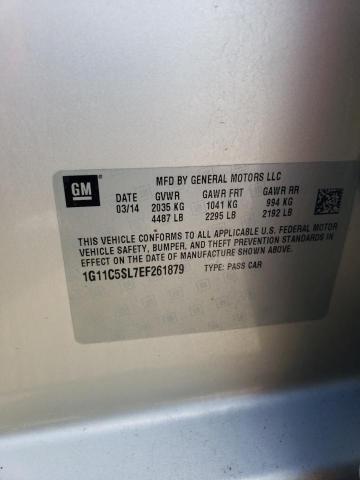 GM
MFD BY GENERAL MOTORS LLC
DATE GVWR GAWR FRT GAWR RR
03/14 2035 KG 1041 KG 994 KG
4487 LB 2295 LB 2192 LB
THIS VEHICLE CONFORMS TO ALL APPLICABLE U.S. FEDERAL MOTOR
VEHICLE SAFETY, BUMPER, AND THEFT PREVENTION STANDARDS
IN EFFECT ON THE DATE OF MANUFACTURE SHOWN ABOVE.
1G11C5SL7EF261879 TYPE: PASS CAR